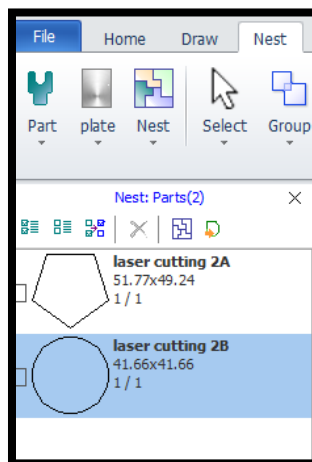 File Home Draw Nest
Part plate Nest Select Group
Nest: Parts(2)
laser cutting 2A
51.77x49.24
1 / 1
laser cutting 2B
41.66x41.66
1 / 1